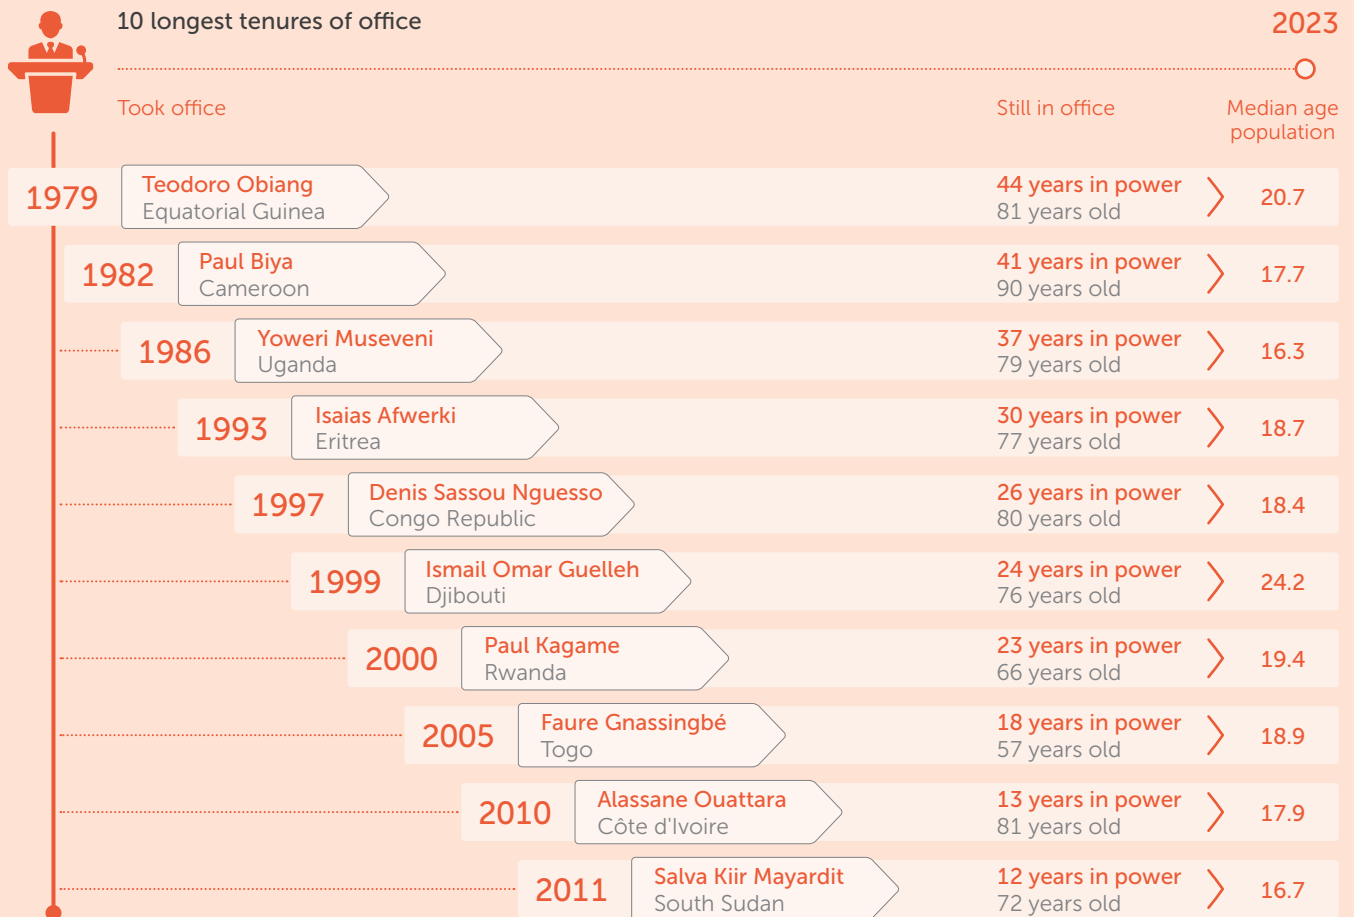 10 longest tenures of office
2023
Took office
Still in office
Median age
population
1979
Teodoro Obiang
Equatorial Guinea
44 years in power
81 years old
20.7
1982
Paul Biya
Cameroon
41 years in power
90 years old
17.7
1986
Yoweri Museveni
Uganda
37 years in power
79 years old
16.3
1993
Isaias Afwerki
Eritrea
30 years in power
77 years old
18.7
1997
Denis Sassou Nguesso
Congo Republic
26 years in power
80 years old
18.4
1999
Ismail Omar Guelleh
Djibouti
24 years in power
76 years old
24.2
2000
Paul Kagame
Rwanda
23 years in power
66 years old
19.4
2005
Faure Gnassingbé
Togo
18 years in power
57 years old
18.9
2010
Alassane Ouattara
Côte d'Ivoire
13 years in power
81 years old
17.9
2011
Salva Kiir Mayardit
South Sudan
12 years in power
72 years old
16.7